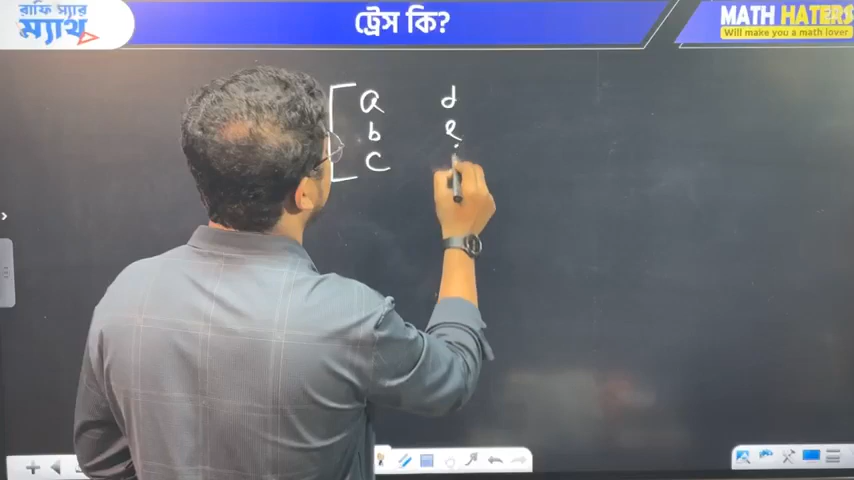 রাফি স্যার
ম্যাথ
ট্রেস কি?
MATH HATERS
Will make you a math lover
a d
b e
c